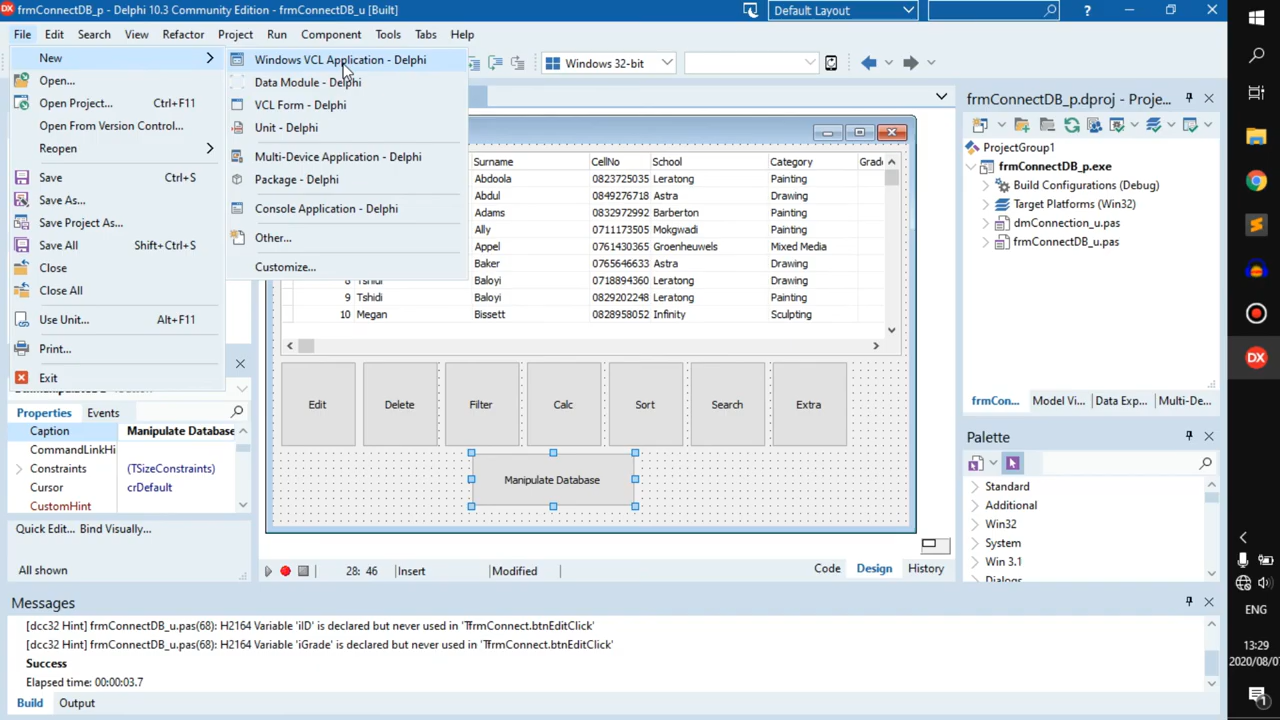 frmConnectDB_p - Delphi 10.3 Community Edition - frmConnectDB_u [Built]
Default Layout
File Edit Search View Refactor Project Run Component Tools Tabs Help
Windows 32-bit
New
Open...
Open Project... Ctrl+F11
Open From Version Control...
Reopen
Save Ctrl+S
Save As...
Save Project As...
Save All Shift+Ctrl+S
Close
Close All
Use Unit... Alt+F11
Print...
Exit
Windows VCL Application - Delphi
Data Module - Delphi
VCL Form - Delphi
Unit - Delphi
Multi-Device Application - Delphi
Package - Delphi
Console Application - Delphi
Other...
Customize...
Surname CellNo School Category Grade
Abdoola 0823725035 Leratong Painting
Abdul 0849276718 Astra Drawing
Adams 0832972992 Barberton Painting
Ally 0711173505 Mokgwadi Painting
Appel 0761430365 Groenheuwels Mixed Media
Baker 0765646633 Astra Drawing
8 Tshidi Baloyi 0718894360 Leratong Drawing
9 Tshidi Baloyi 0829202248 Leratong Painting
10 Megan Bissett 0828958052 Infinity Sculpting
Edit Delete Filter Calc Sort Search Extra
Manipulate Database
Properties Events
Caption Manipulate Database
CommandLinkHi
Constraints (TSizeConstraints)
Cursor crDefault
CustomHint
Quick Edit... Bind Visually...
All shown
28: 46 Insert Modified
Code Design History
frmConnectDB_p.dproj - Proje...
ProjectGroup1
frmConnectDB_p.exe
Build Configurations (Debug)
Target Platforms (Win32)
dmConnection_u.pas
frmConnectDB_u.pas
frmCon... Model Vi... Data Exp... Multi-De...
Palette
Standard
Additional
Win32
System
Win 3.1
Dialogs
Messages
[dcc32 Hint] frmConnectDB_u.pas(68): H2164 Variable 'iID' is declared but never used in 'TfrmConnect.btnEditClick'
[dcc32 Hint] frmConnectDB_u.pas(68): H2164 Variable 'iGrade' is declared but never used in 'TfrmConnect.btnEditClick'
Success
Elapsed time: 00:00:03.7
Build Output
ENG
13:29
2020/08/07
1